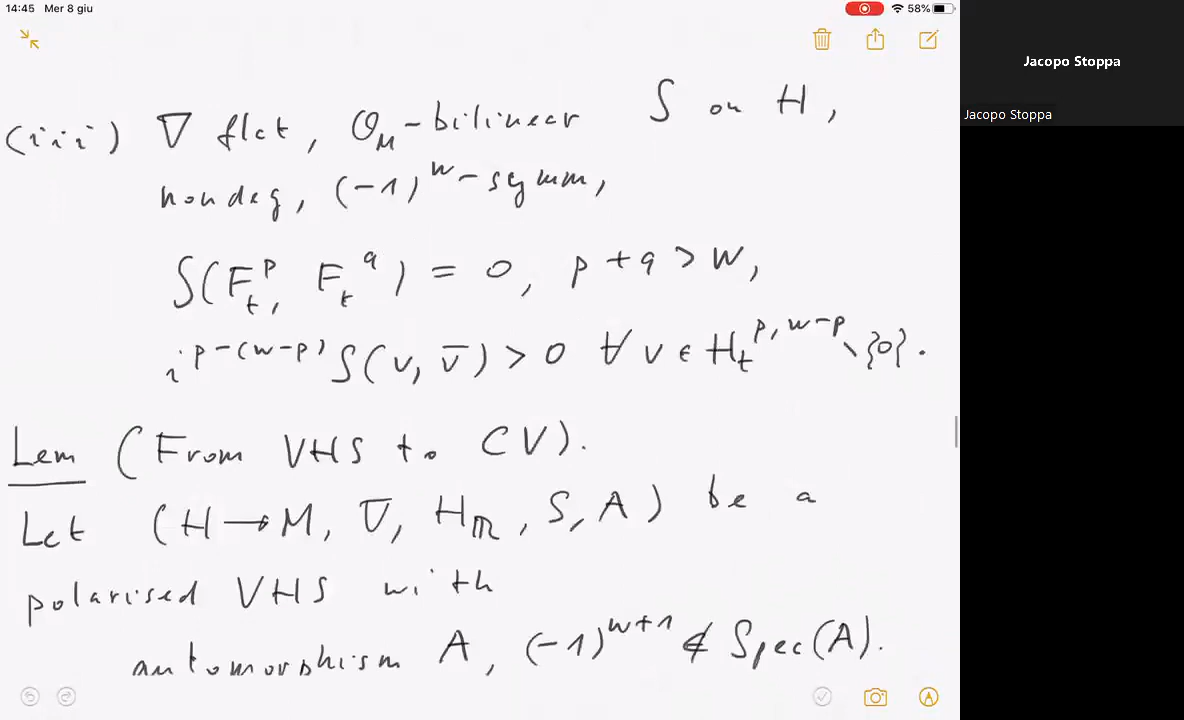 14:45 Mer 8 giu
58%
(iii) ∇ flat, O_M-bilinear S on H,
nondeg, (-1)^w-symm,
S(F_t^p, F_t^q) = 0, p+q > w,
i^{p-(w-p)} S(v, v̄) > 0 ∀ v ∈ H_t^{p,w-p} \ {0}.
Lem (From VHS to CV).
Let (H → M, ∇, H_ℝ, S, A) be a
polarised VHS with
automorphism A, (-1)^{w+1} ∉ Spec(A).
Jacopo Stoppa
Jacopo Stoppa